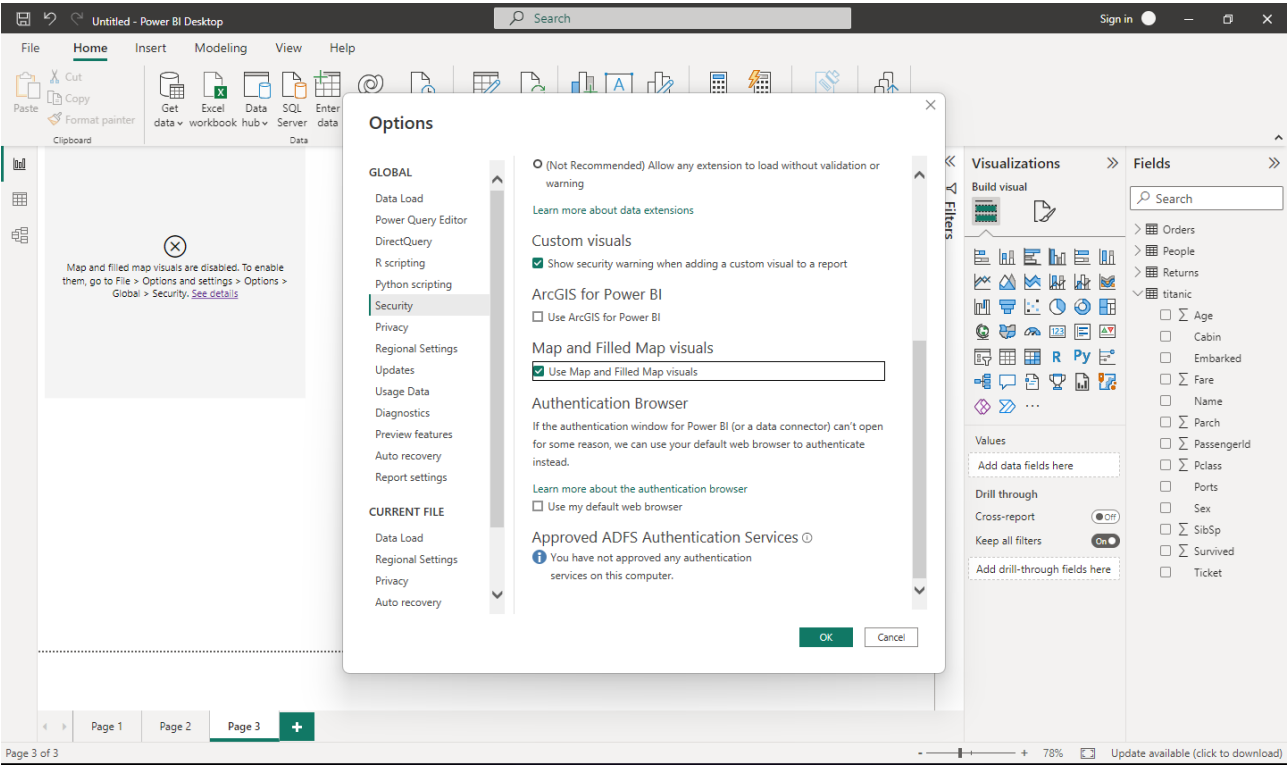 Untitled - Power BI Desktop
Search
Sign in
File Home Insert Modeling View Help
Paste
Cut
Copy
Format painter
Clipboard
Get data
Excel workbook
Data hub
SQL Server
Enter data
Data
Map and filled map visuals are disabled. To enable
them, go to File > Options and settings > Options >
Global > Security. See details
Options
GLOBAL
Data Load
Power Query Editor
DirectQuery
R scripting
Python scripting
Security
Privacy
Regional Settings
Updates
Usage Data
Diagnostics
Preview features
Auto recovery
Report settings
CURRENT FILE
Data Load
Regional Settings
Privacy
Auto recovery
(Not Recommended) Allow any extension to load without validation or
warning
Learn more about data extensions
Custom visuals
Show security warning when adding a custom visual to a report
ArcGIS for Power BI
Use ArcGIS for Power BI
Map and Filled Map visuals
Use Map and Filled Map visuals
Authentication Browser
If the authentication window for Power BI (or a data connector) can't open
for some reason, we can use your default web browser to authenticate
instead.
Learn more about the authentication browser
Use my default web browser
Approved ADFS Authentication Services
You have not approved any authentication
services on this computer.
OK Cancel
Filters
Visualizations
Build visual
123
R Py
Values
Add data fields here
Drill through
Cross-report Off
Keep all filters On
Add drill-through fields here
Fields
Search
Orders
People
Returns
titanic
Age
Cabin
Embarked
Fare
Name
Parch
PassengerId
Pclass
Ports
Sex
SibSp
Survived
Ticket
Page 1 Page 2 Page 3 +
Page 3 of 3
- + 78% Update available (click to download)